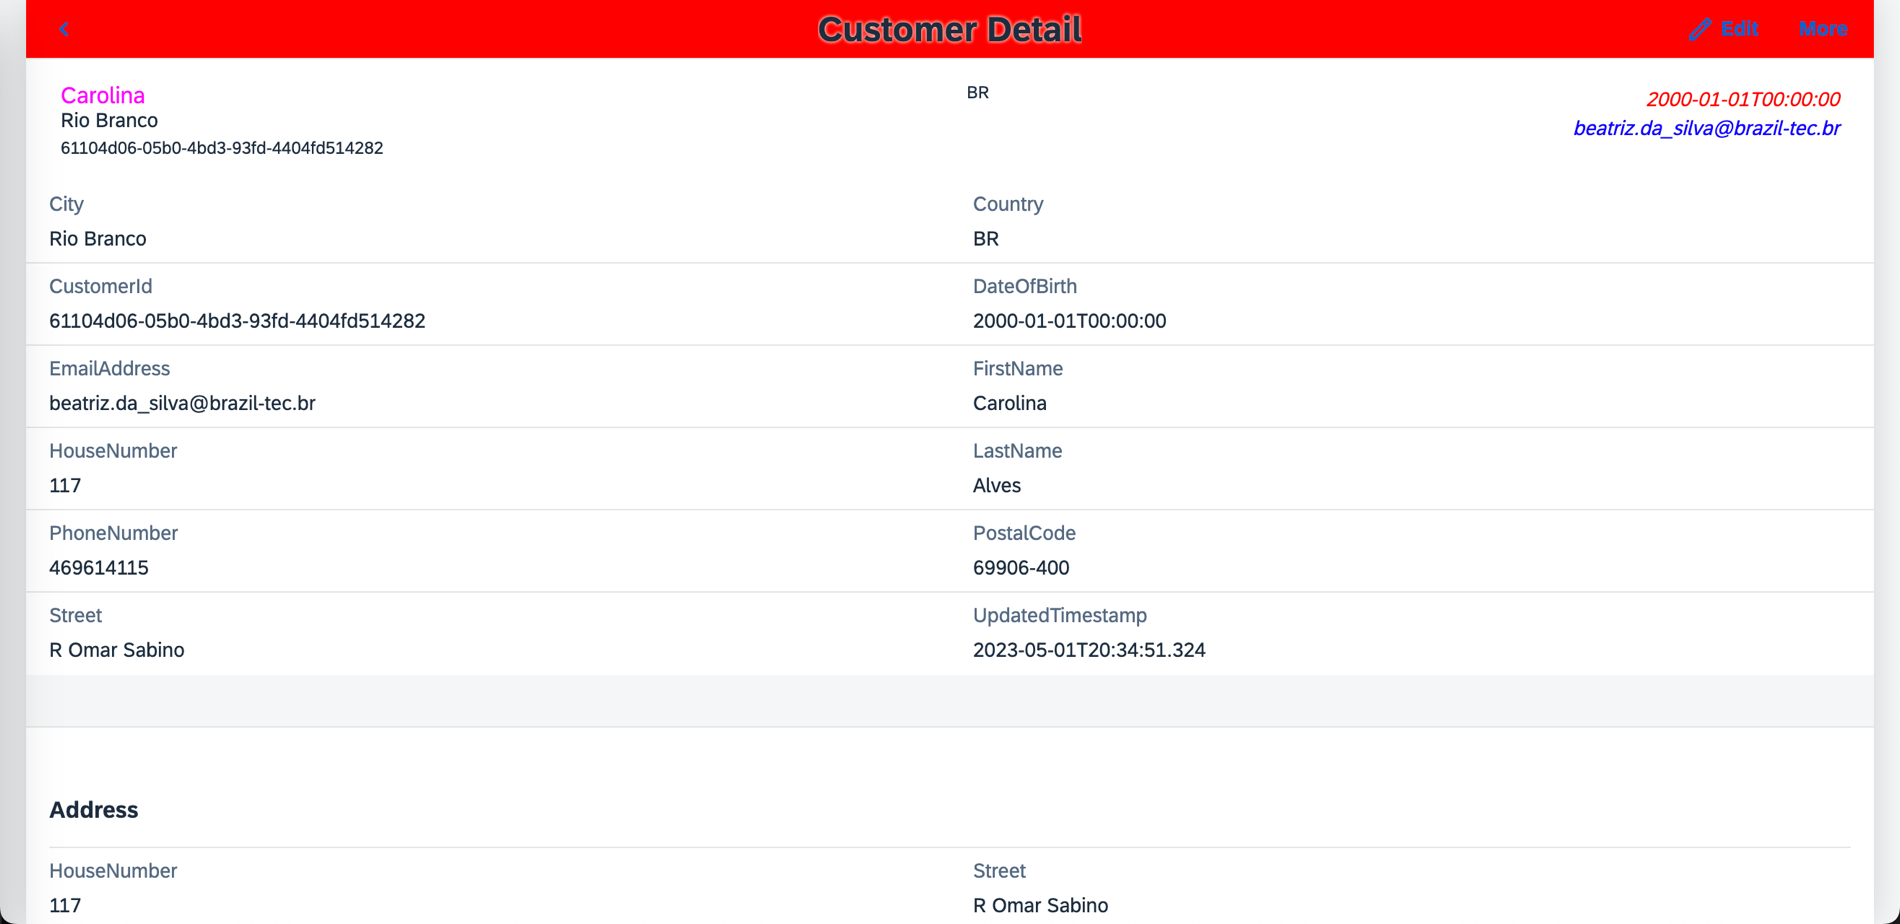 Customer Detail
Edit
More
Carolina
Rio Branco
61104d06-05b0-4bd3-93fd-4404fd514282
BR
2000-01-01T00:00:00
beatriz.da_silva@brazil-tec.br
City
Rio Branco
Country
BR
CustomerId
61104d06-05b0-4bd3-93fd-4404fd514282
DateOfBirth
2000-01-01T00:00:00
EmailAddress
beatriz.da_silva@brazil-tec.br
FirstName
Carolina
HouseNumber
117
LastName
Alves
PhoneNumber
469614115
PostalCode
69906-400
Street
R Omar Sabino
UpdatedTimestamp
2023-05-01T20:34:51.324
Address
HouseNumber
117
Street
R Omar Sabino